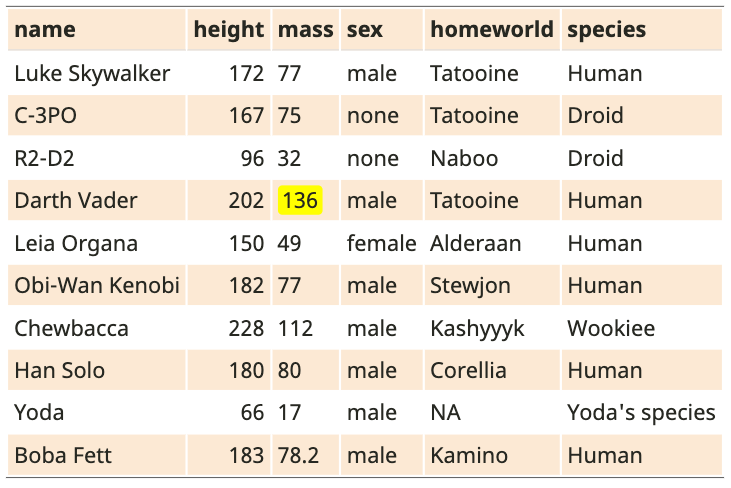 name height mass sex homeworld species
Luke Skywalker 172 77 male Tatooine Human
C-3PO 167 75 none Tatooine Droid
R2-D2 96 32 none Naboo Droid
Darth Vader 202 136 male Tatooine Human
Leia Organa 150 49 female Alderaan Human
Obi-Wan Kenobi 182 77 male Stewjon Human
Chewbacca 228 112 male Kashyyyk Wookiee
Han Solo 180 80 male Corellia Human
Yoda 66 17 male NA Yoda's species
Boba Fett 183 78.2 male Kamino Human